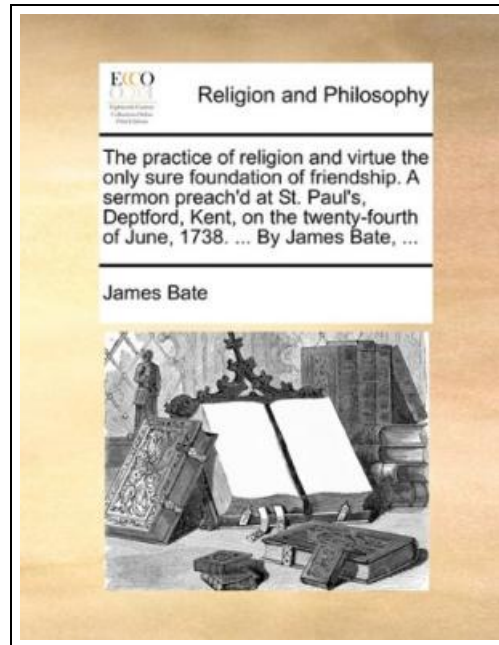 ECCO
Religion and Philosophy
The practice of religion and virtue the
only sure foundation of friendship. A
sermon preach'd at St. Paul's,
Deptford, Kent, on the twenty-fourth
of June, 1738. ... By James Bate, ...
James Bate